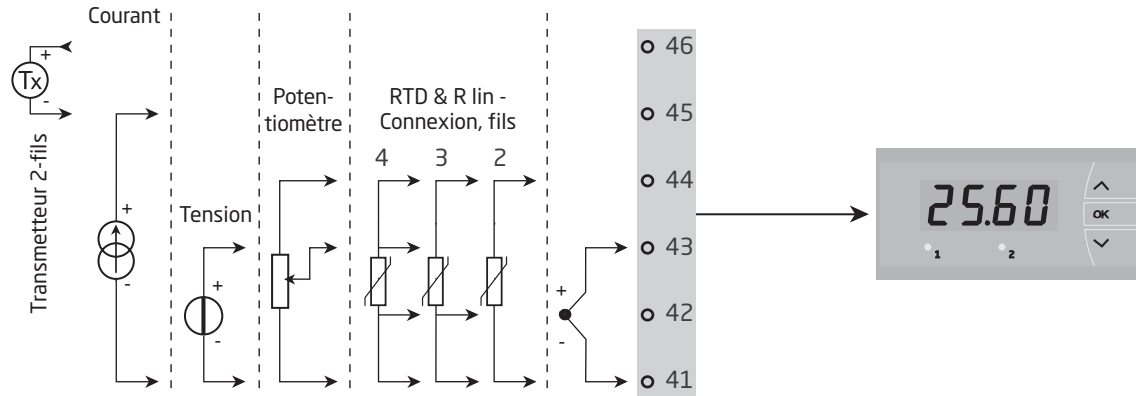 Courant
+
Tx
-
Transmetteur 2-fils
+
-
Tension
+
-
Poten-
tiomètre
RTD & R lin -
Connexion, fils
4 3 2
+
-
46
45
44
43
42
41
25.60
1 2
OK